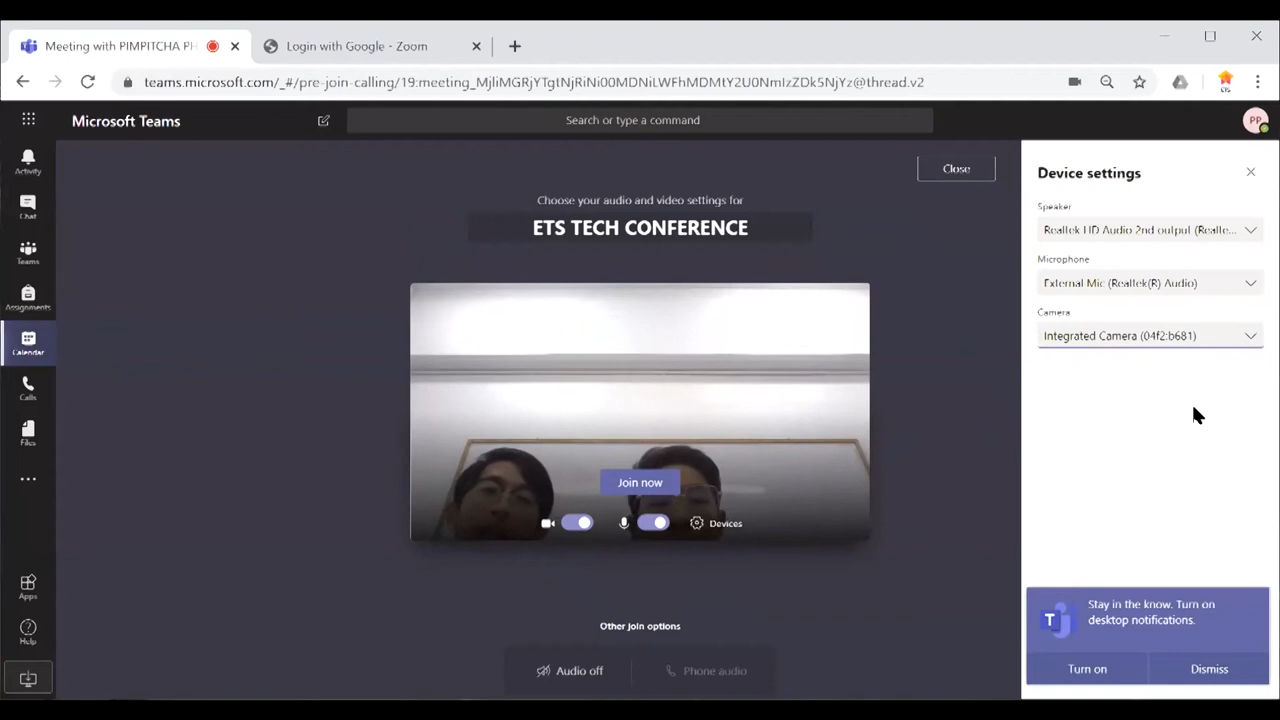 Meeting with PIMPITCHA PH
Login with Google - Zoom
teams.microsoft.com/_#/pre-join-calling/19:meeting_MjliMGRjYTgtNjRiNi00MDNiLWFhMDMtY2U0NmIzZDk5NjYz@thread.v2
ETS
Microsoft Teams
Search or type a command
PP
Activity
Chat
Teams
Assignments
Calendar
Calls
Files
Apps
Help
Close
Choose your audio and video settings for
ETS TECH CONFERENCE
Join now
Devices
Other join options
Audio off
Phone audio
Device settings
Speaker
Realtek HD Audio 2nd output (Realte...
Microphone
External Mic (Realtek(R) Audio)
Camera
Integrated Camera (04f2:b681)
T
Stay in the know. Turn on
desktop notifications.
Turn on
Dismiss